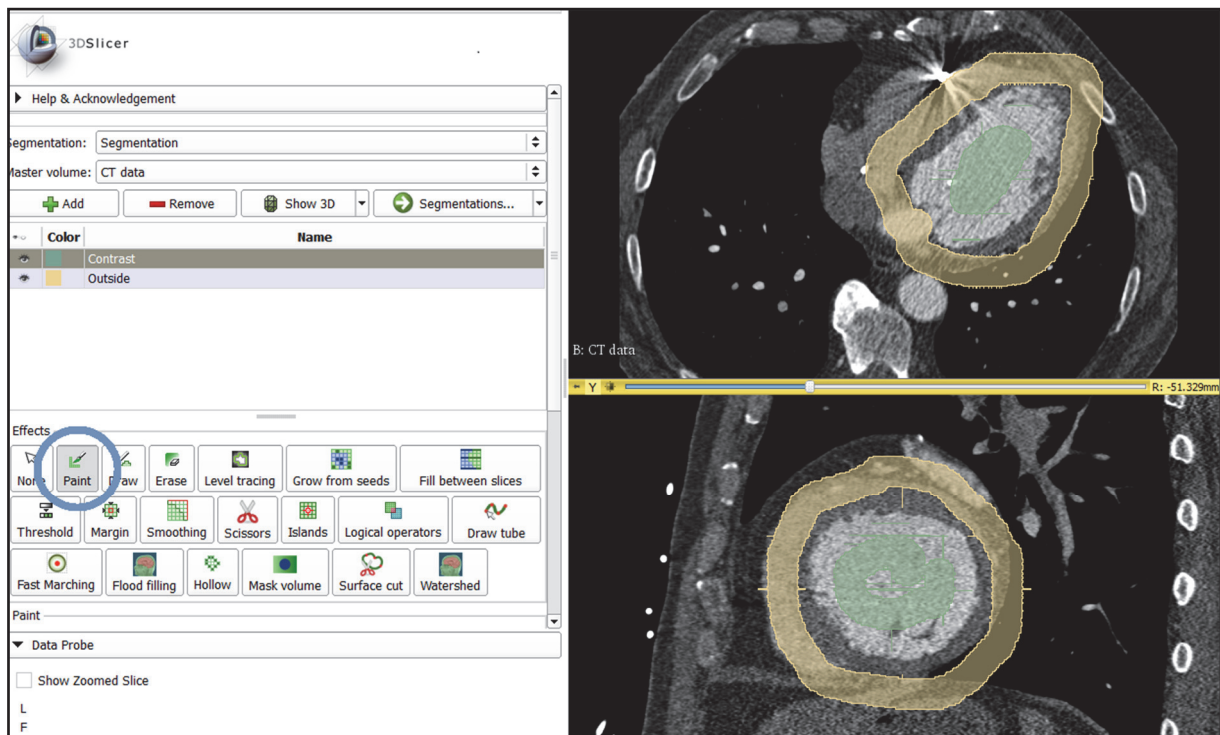 3DSlicer
Help & Acknowledgement
Segmentation: Segmentation
Master volume: CT data
Add Remove Show 3D Segmentations...
Color Name
Contrast
Outside
Effects
None Paint Draw Erase Level tracing Grow from seeds Fill between slices
Threshold Margin Smoothing Scissors Islands Logical operators Draw tube
Fast Marching Flood filling Hollow Mask volume Surface cut Watershed
Paint
Data Probe
Show Zoomed Slice
L
F
B: CT data
Y R: -51.329mm